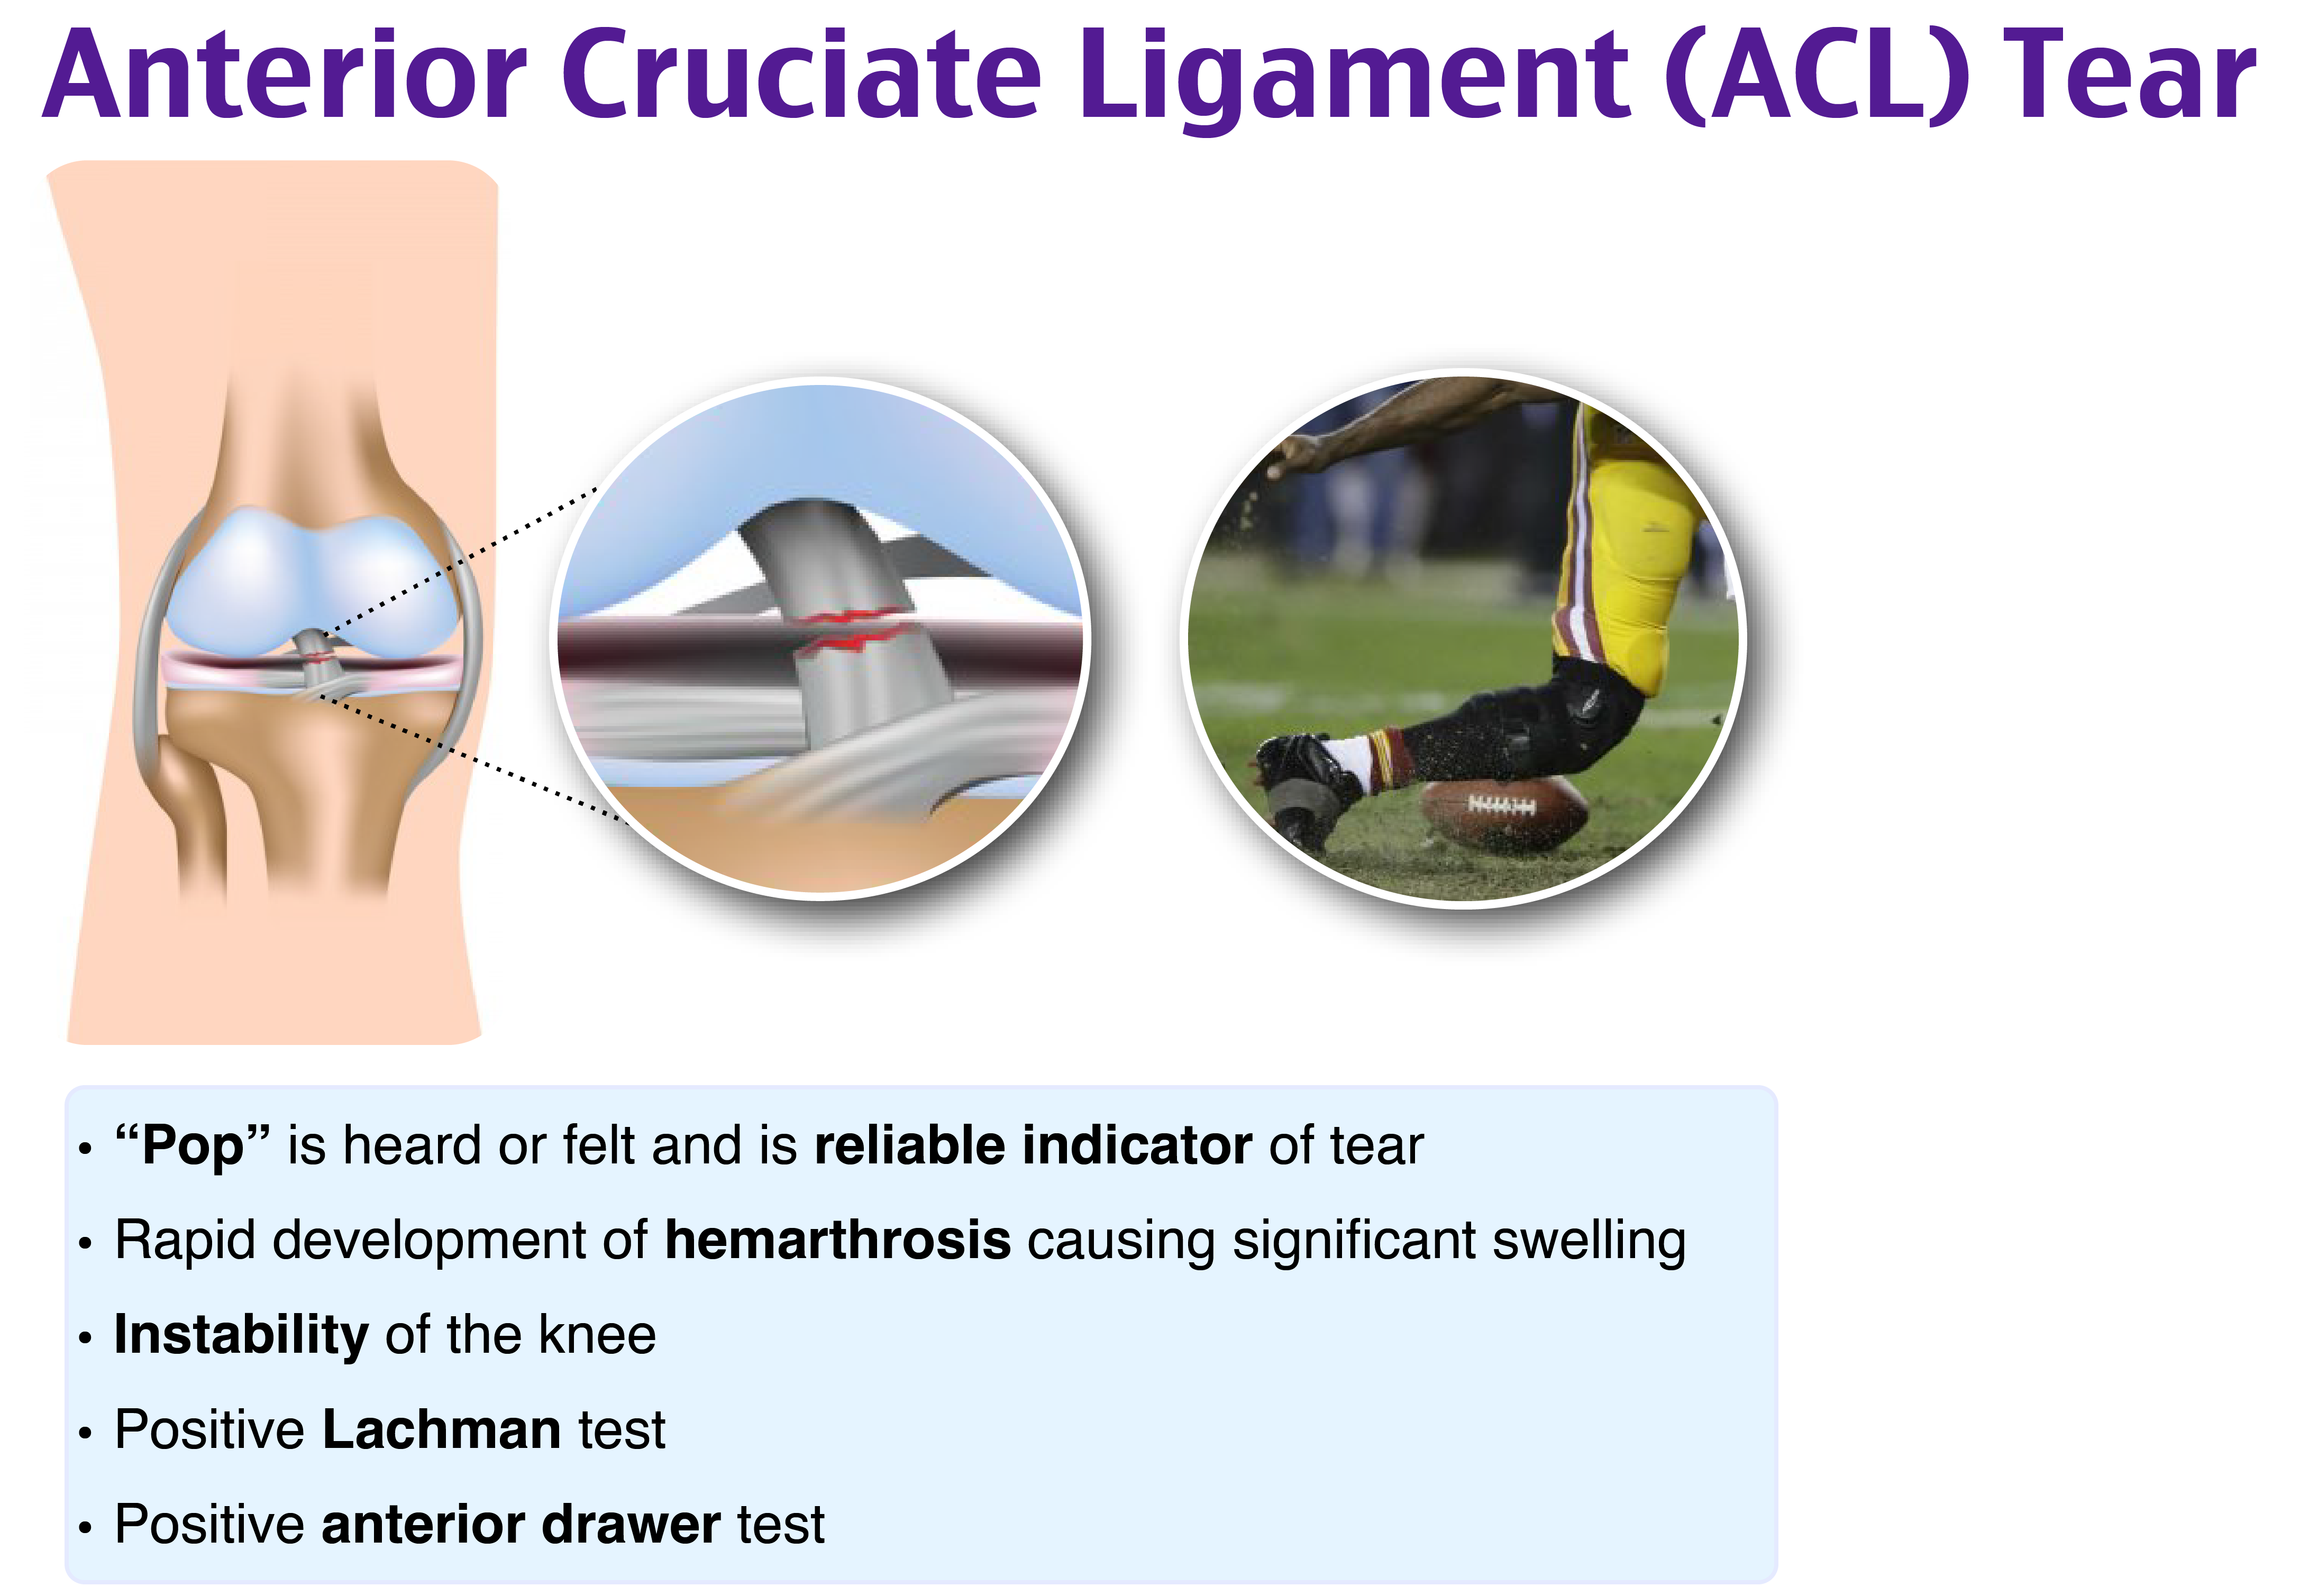 Anterior Cruciate Ligament (ACL) Tear
• “Pop” is heard or felt and is reliable indicator of tear
• Rapid development of hemarthrosis causing significant swelling
• Instability of the knee
• Positive Lachman test
• Positive anterior drawer test